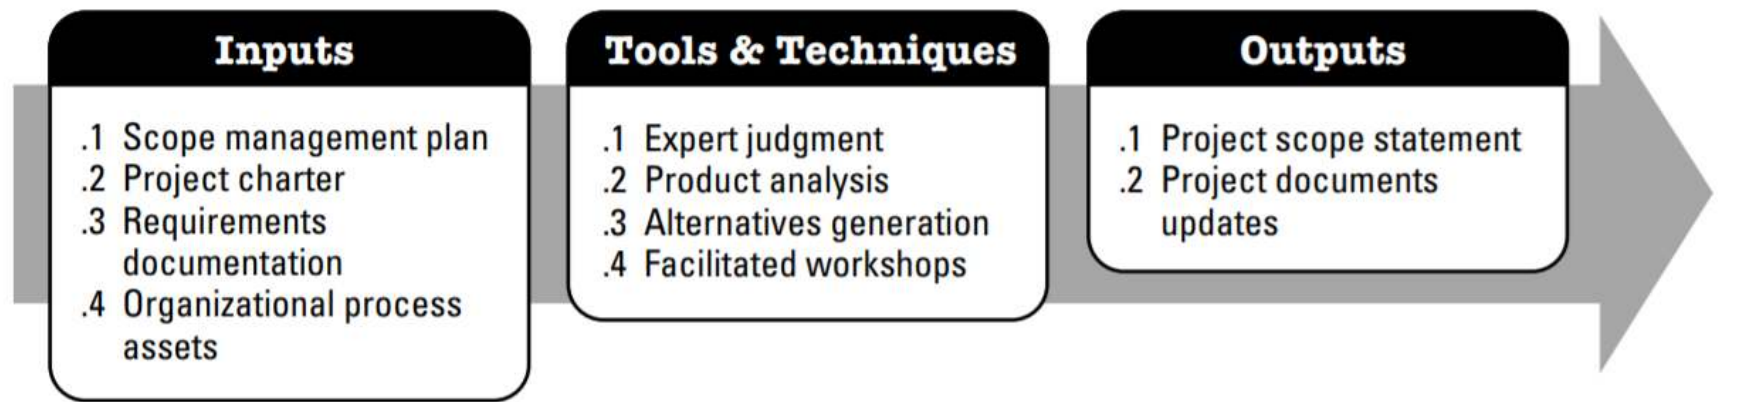 Inputs
.1 Scope management plan
.2 Project charter
.3 Requirements
documentation
.4 Organizational process
assets
Tools & Techniques
.1 Expert judgment
.2 Product analysis
.3 Alternatives generation
.4 Facilitated workshops
Outputs
.1 Project scope statement
.2 Project documents
updates